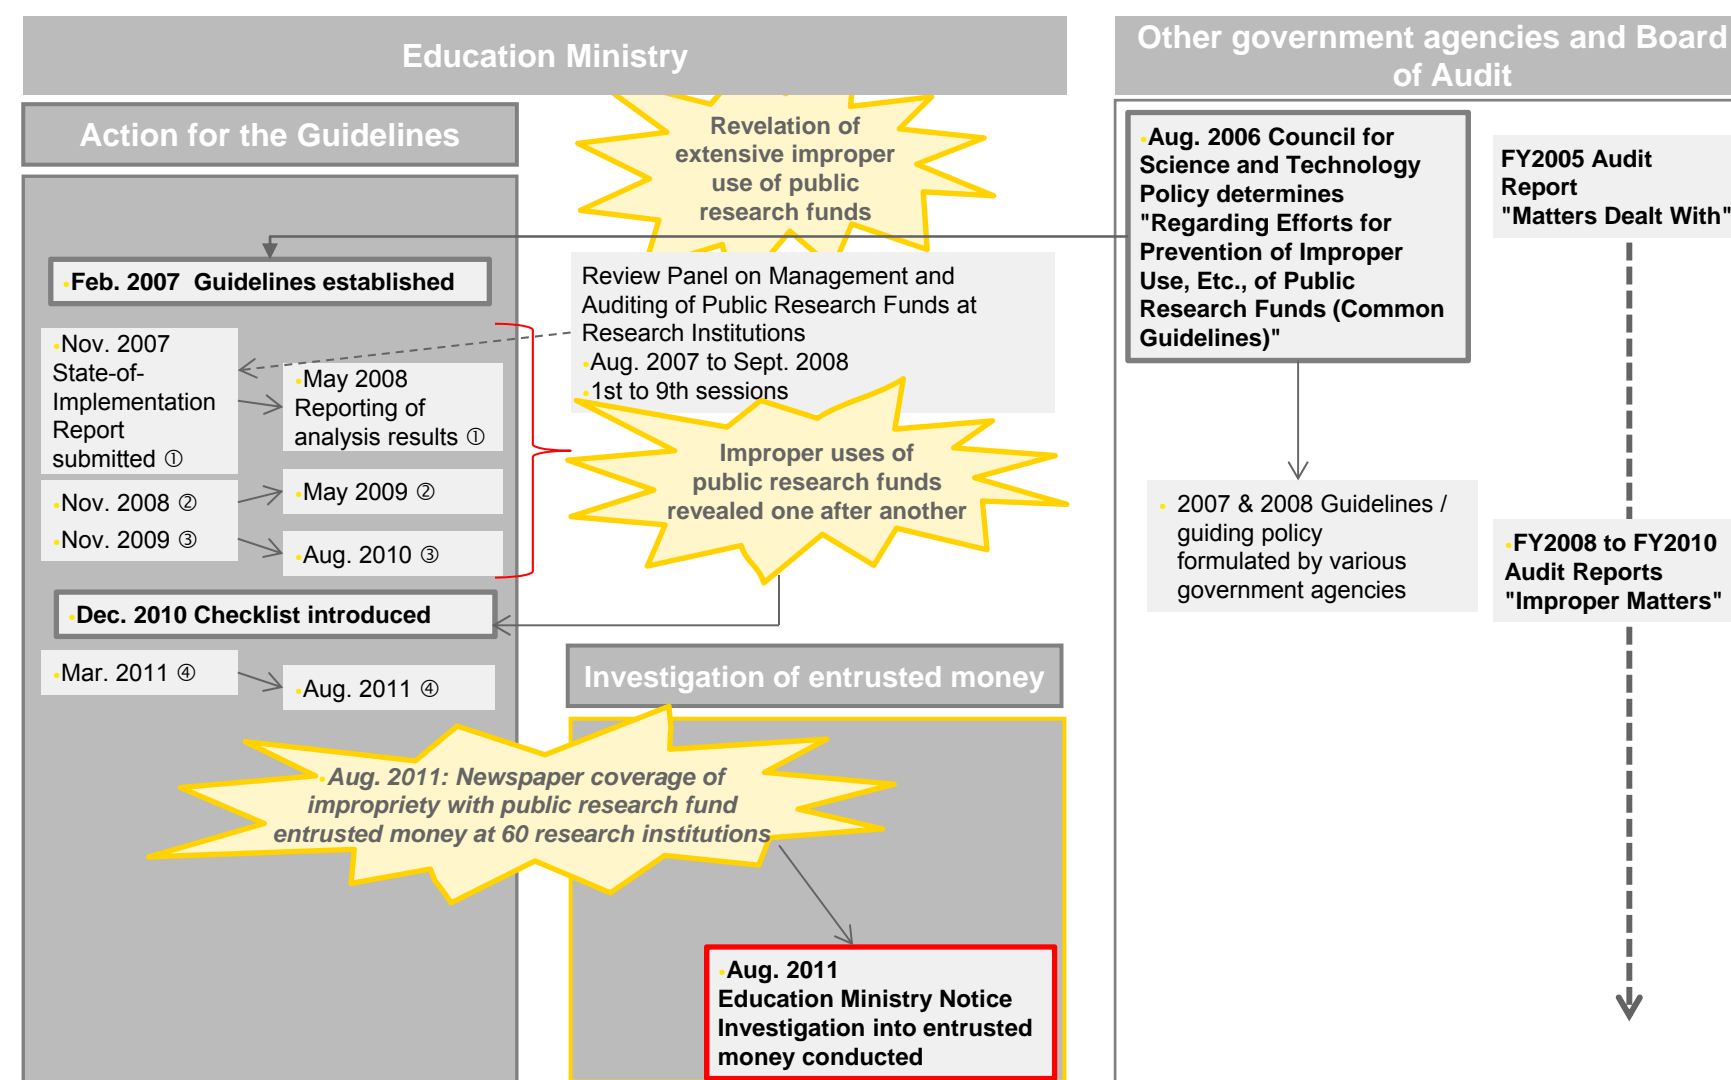 Education Ministry
Other government agencies and Board
of Audit
Action for the Guidelines
Revelation of
extensive improper
use of public
research funds
•Aug. 2006 Council for
Science and Technology
Policy determines
"Regarding Efforts for
Prevention of Improper
Use, Etc., of Public
Research Funds (Common
Guidelines)"
FY2005 Audit
Report
"Matters Dealt With"
•Feb. 2007 Guidelines established
Review Panel on Management and
Auditing of Public Research Funds at
Research Institutions
•Aug. 2007 to Sept. 2008
•1st to 9th sessions
•Nov. 2007
State-of-
Implementation
Report
submitted ①
•May 2008
Reporting of
analysis results ①
•Nov. 2008 ②
•May 2009 ②
•Nov. 2009 ③
•Aug. 2010 ③
Improper uses of
public research funds
revealed one after another
• 2007 & 2008 Guidelines /
guiding policy
formulated by various
government agencies
•FY2008 to FY2010
Audit Reports
"Improper Matters"
•Dec. 2010 Checklist introduced
•Mar. 2011 ④
•Aug. 2011 ④
Investigation of entrusted money
•Aug. 2011: Newspaper coverage of
impropriety with public research fund
entrusted money at 60 research institutions
•Aug. 2011
Education Ministry Notice
Investigation into entrusted
money conducted